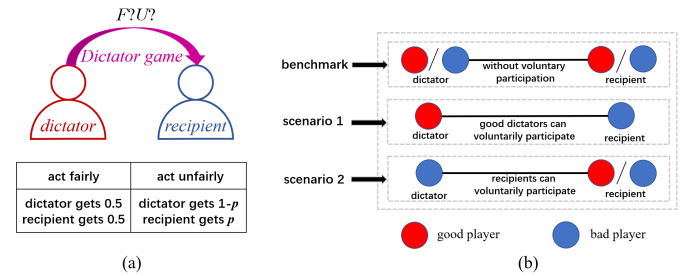 F?U?
Dictator game
dictator
recipient
act fairly
act unfairly
dictator gets 0.5
recipient gets 0.5
dictator gets 1-p
recipient gets p
(a)
benchmark
dictator
without voluntary
participation
recipient
scenario 1
dictator
good dictators can
voluntarily participate
recipient
scenario 2
dictator
recipients can
voluntarily participate
recipient
good player
bad player
(b)